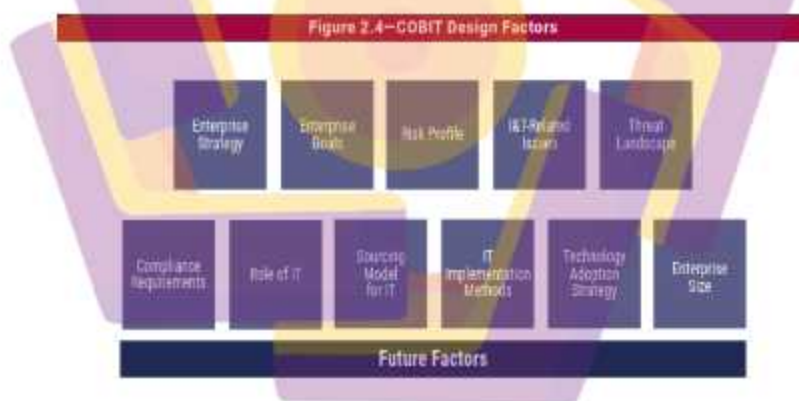 Figure 2.4—COBIT Design Factors
Enterprise
Strategy
Enterprise
Goals
Risk Profile
I&T-Related
Issues
Threat
Landscape
Compliance
Requirements
Role of IT
Sourcing
Model
for IT
IT
Implementation
Methods
Technology
Adoption
Strategy
Enterprise
Size
Future Factors